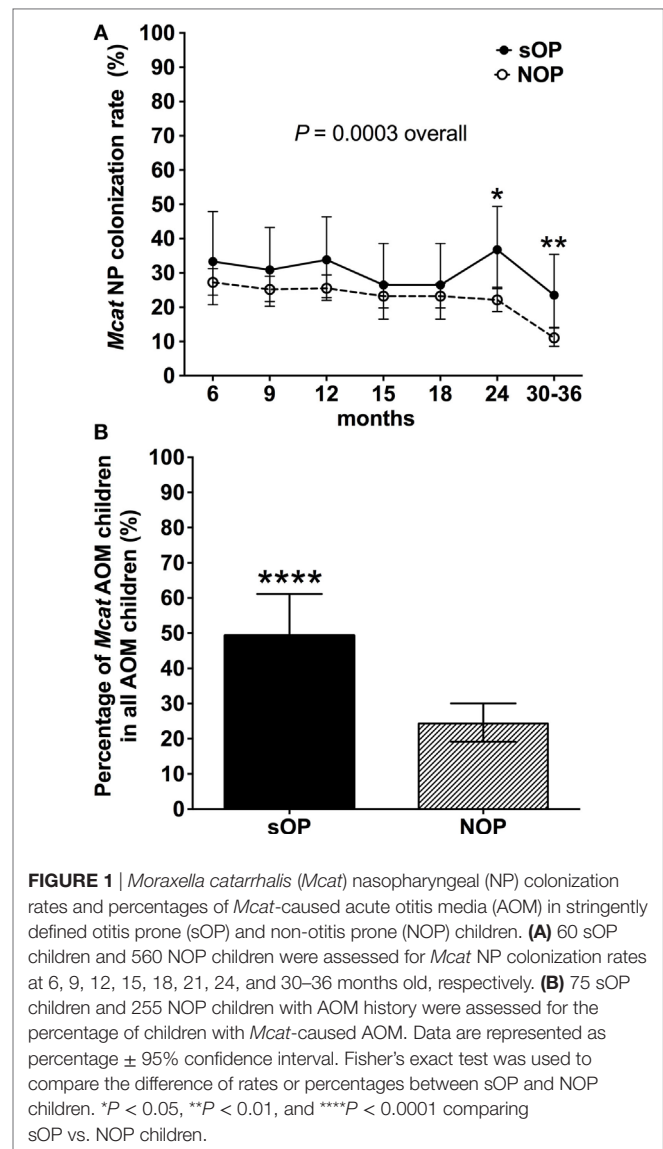 A
Mcat NP colonization rate (%)
100
90
80
70
60
50
40
30
20
10
0
sOP
NOP
P = 0.0003 overall
*
**
6 9 12 15 18 24 30-36
months
B
Percentage of Mcat AOM children
in all AOM children (%)
100
90
80
70
60
50
40
30
20
10
0
****
sOP NOP
FIGURE 1 | Moraxella catarrhalis (Mcat) nasopharyngeal (NP) colonization
rates and percentages of Mcat-caused acute otitis media (AOM) in stringently
defined otitis prone (sOP) and non-otitis prone (NOP) children. (A) 60 sOP
children and 560 NOP children were assessed for Mcat NP colonization rates
at 6, 9, 12, 15, 18, 21, 24, and 30–36 months old, respectively. (B) 75 sOP
children and 255 NOP children with AOM history were assessed for the
percentage of children with Mcat-caused AOM. Data are represented as
percentage ± 95% confidence interval. Fisher's exact test was used to
compare the difference of rates or percentages between sOP and NOP
children. *P < 0.05, **P < 0.01, and ****P < 0.0001 comparing
sOP vs. NOP children.